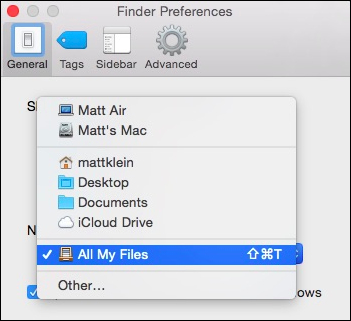 Finder Preferences
General Tags Sidebar Advanced
Matt Air
Matt's Mac
mattklein
Desktop
Documents
iCloud Drive
✓ All My Files ⇧⌘T
Other...